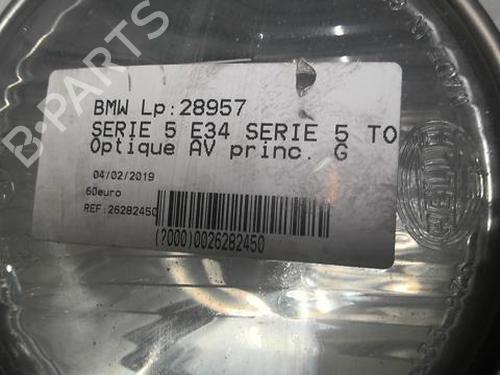 B-PARTS
BMW Lp:28957
SERIE 5 E34 SERIE 5 TO
Optique AV princ. G
04/02/2019
60euro
REF:26282450
(?000)0026282450
HELLA